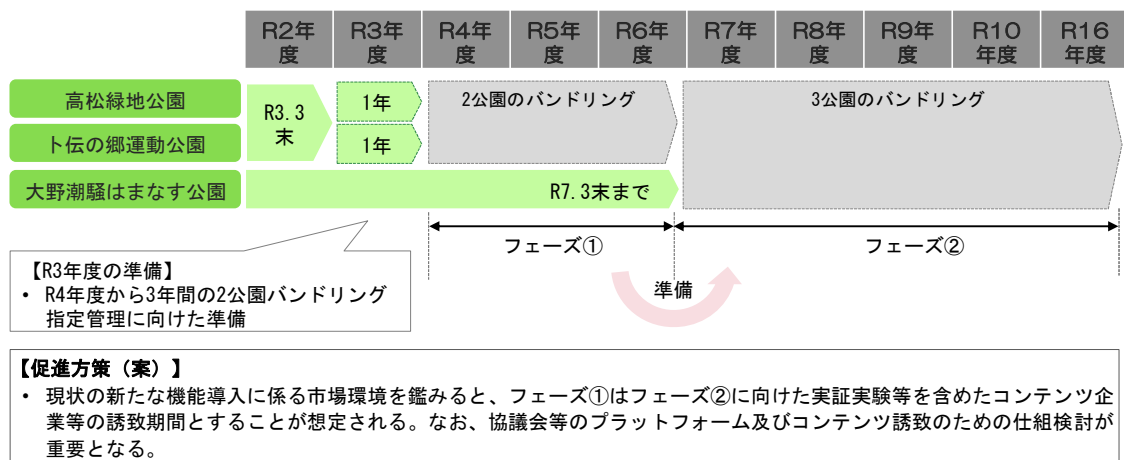 R2年度 R3年度 R4年度 R5年度 R6年度 R7年度 R8年度 R9年度 R10年度 R16年度
高松緑地公園
卜伝の郷運動公園
大野潮騒はまなす公園
R3.3末
1年
1年
2公園のバンドリング
3公園のバンドリング
R7.3末まで
フェーズ①
フェーズ②
準備
【R3年度の準備】
• R4年度から3年間の2公園バンドリング
指定管理に向けた準備
【促進方策（案）】
• 現状の新たな機能導入に係る市場環境を鑑みると、フェーズ①はフェーズ②に向けた実証実験等を含めたコンテンツ企
業等の誘致期間とすることが想定される。なお、協議会等のプラットフォーム及びコンテンツ誘致のための仕組検討が
重要となる。